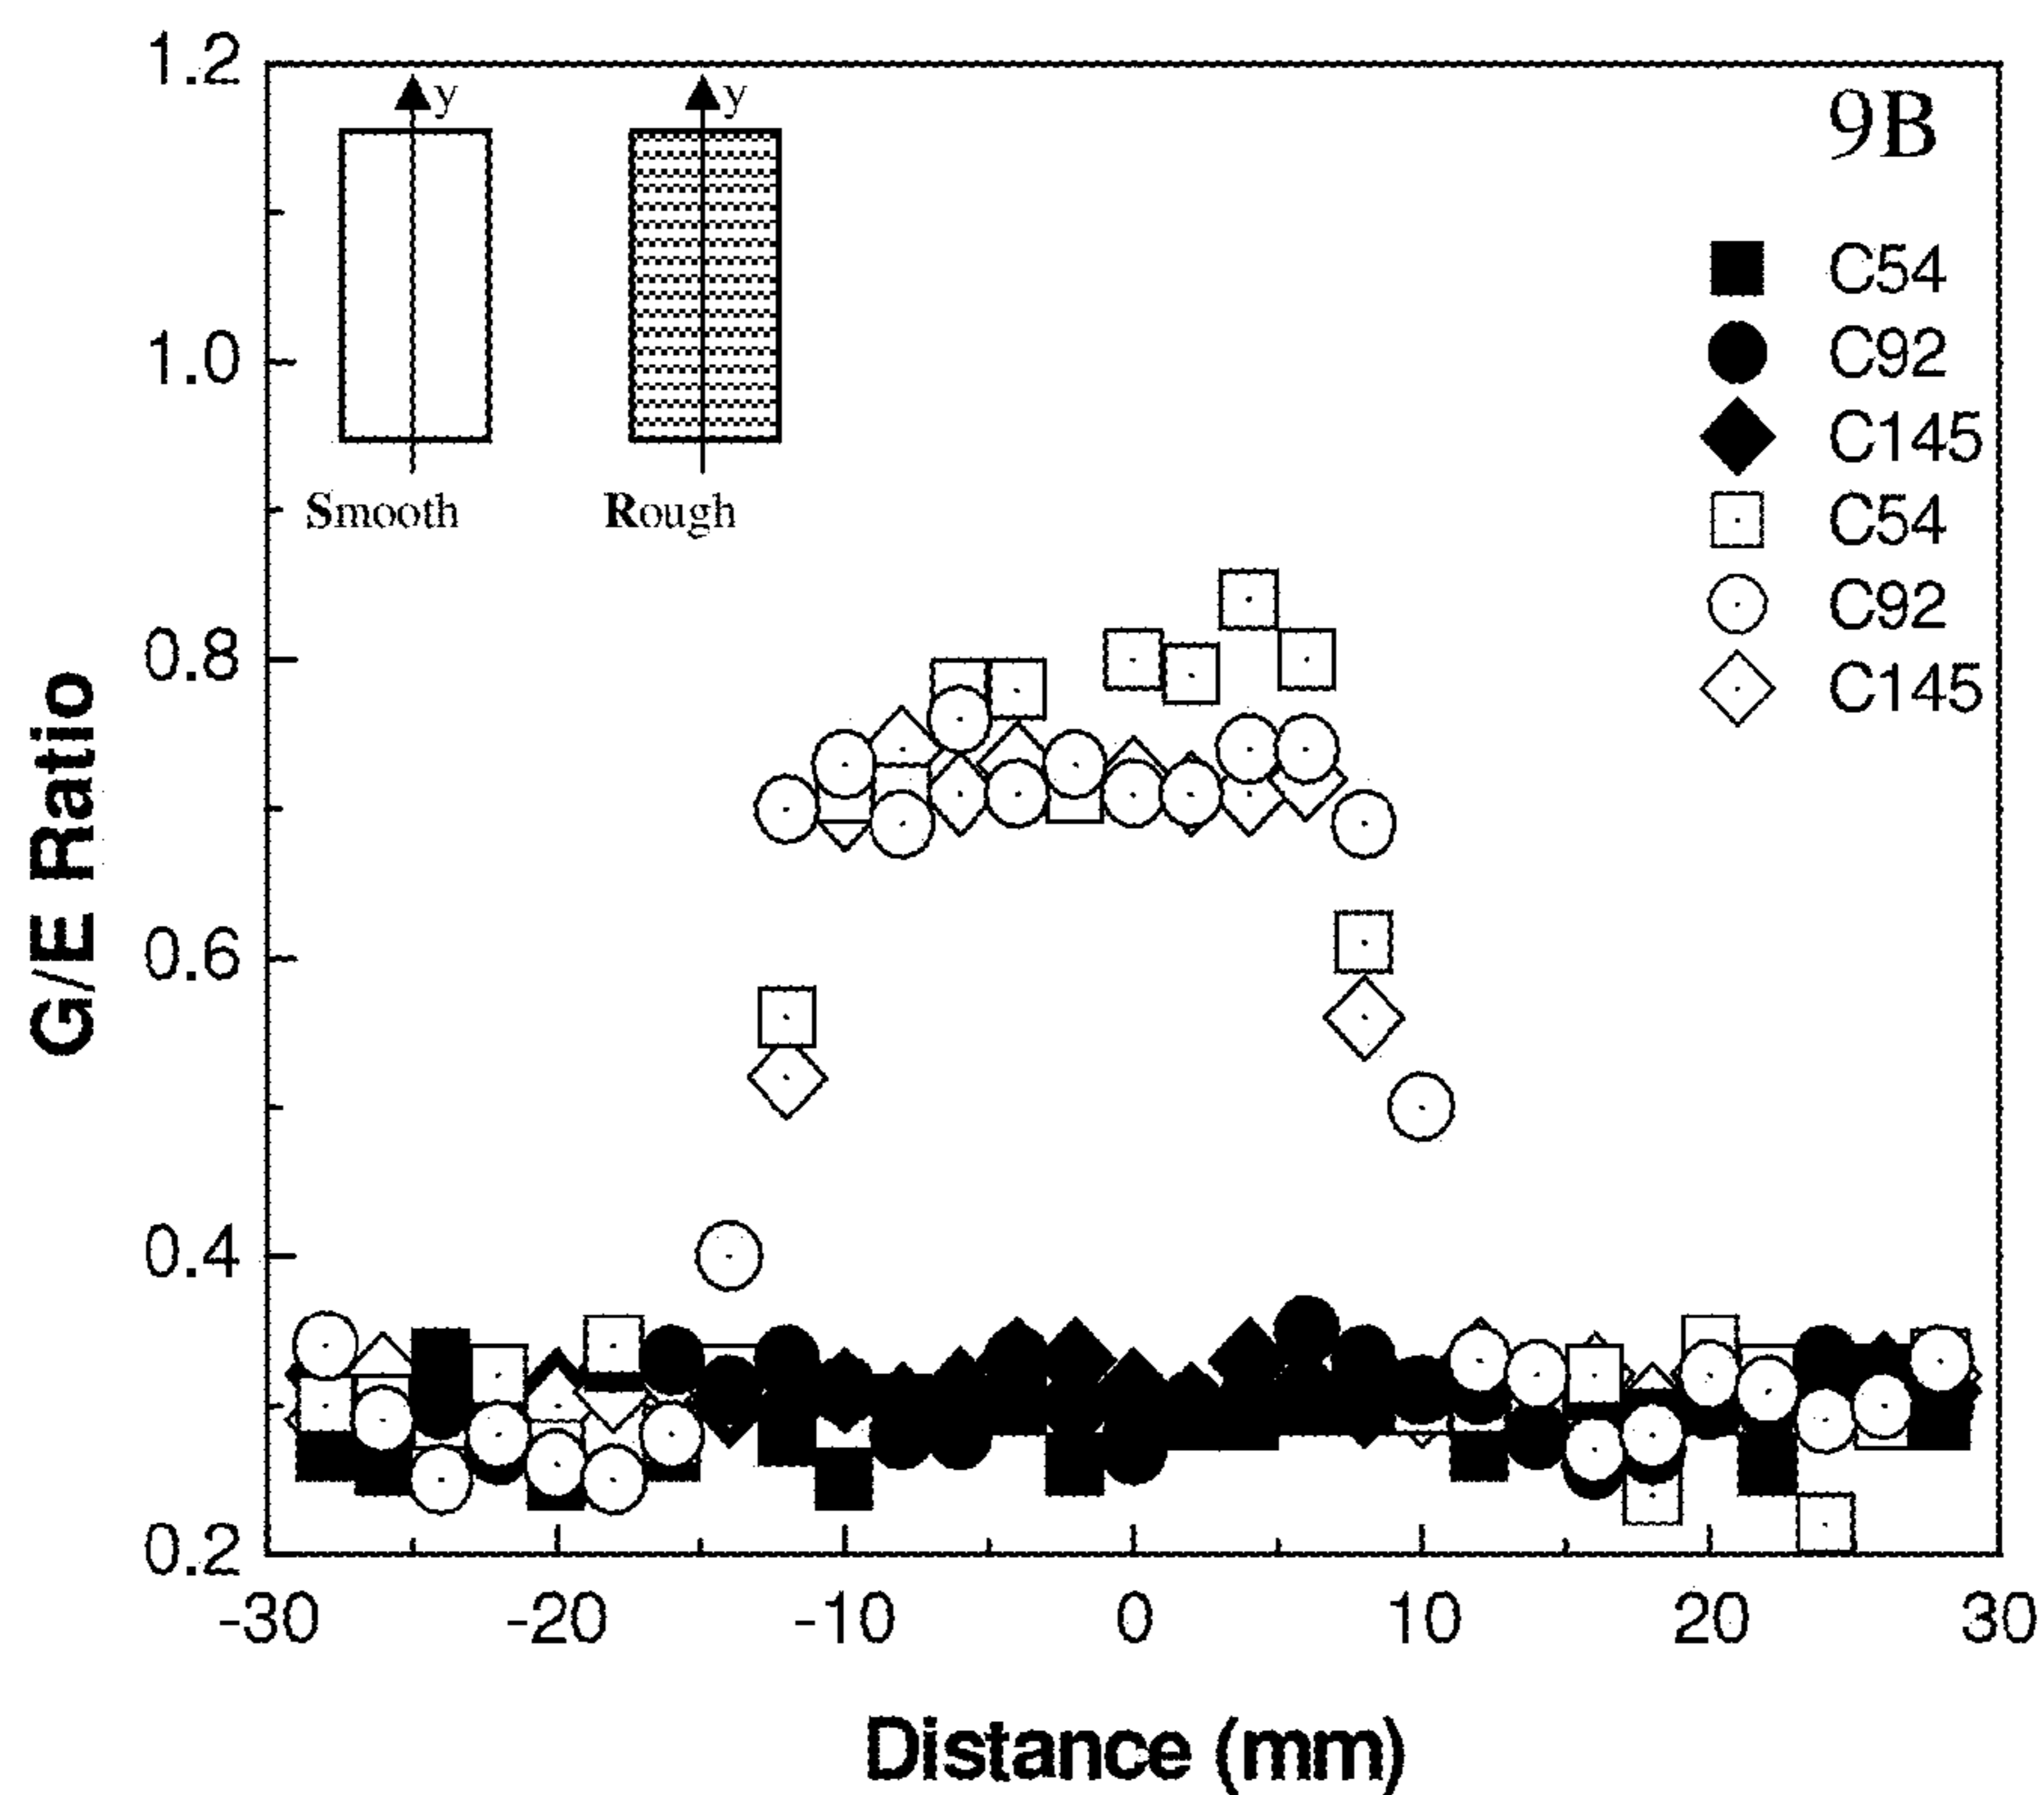 1.2
1.0
0.8
0.6
0.4
0.2
G/E Ratio
y
y
Smooth
Rough
9B
C54
C92
C145
C54
C92
C145
-30 -20 -10 0 10 20 30
Distance (mm)